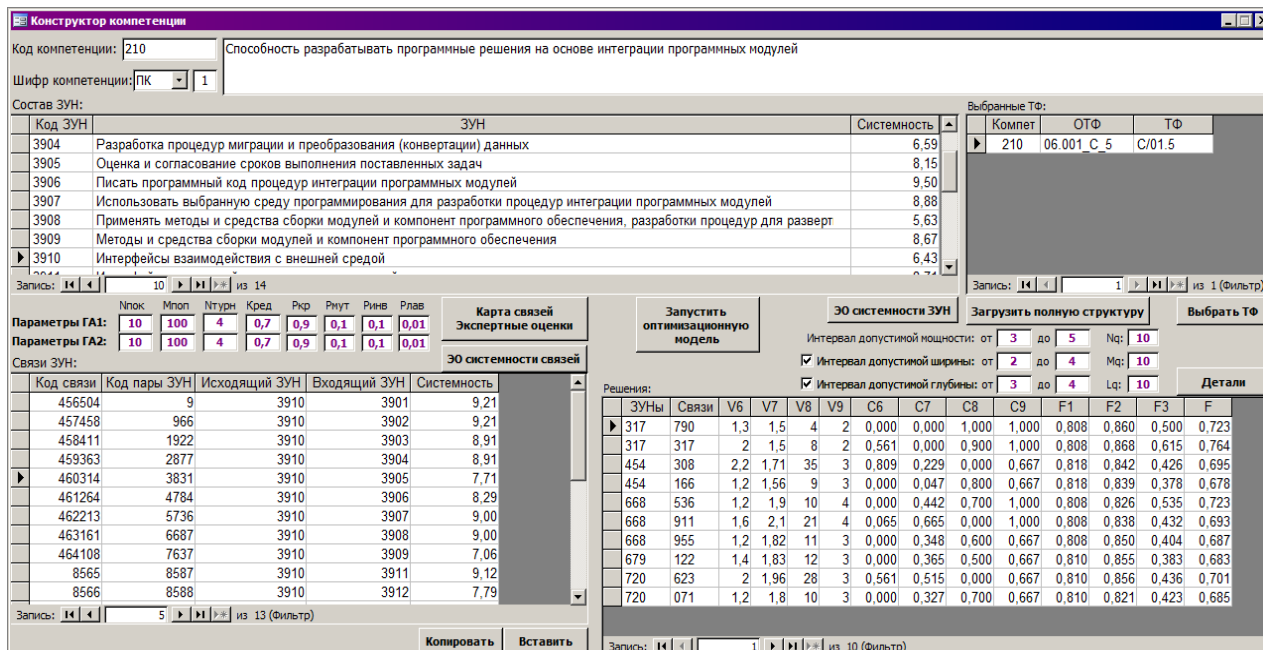 Конструктор компетенции
Код компетенции: 210 Способность разрабатывать программные решения на основе интеграции программных модулей
Шифр компетенции: ПК 1
Состав ЗУН:
Код ЗУН ЗУН Системность
3904 Разработка процедур миграции и преобразования (конвертации) данных 6,59
3905 Оценка и согласование сроков выполнения поставленных задач 8,15
3906 Писать программный код процедур интеграции программных модулей 9,50
3907 Использовать выбранную среду программирования для разработки процедур интеграции программных модулей 8,88
3908 Применять методы и средства сборки модулей и компонент программного обеспечения, разработки процедур для разверт 5,63
3909 Методы и средства сборки модулей и компонент программного обеспечения 8,67
3910 Интерфейсы взаимодействия с внешней средой 6,43
Запись: 10 из 14
Выбранные ТФ:
Компет ОТФ ТФ
210 06.001_C_5 C/01.5
Запись: 1 из 1 (Фильтр)
Nпок Mпоп Nтурн Kред Pкр Pмут Pинв Pлав
Параметры ГА1: 10 100 4 0,7 0,9 0,1 0,1 0,01
Параметры ГА2: 10 100 4 0,7 0,9 0,1 0,1 0,01
Карта связей
Экспертные оценки
ЭО системности связей
Запустить
оптимизационную
модель
ЭО системности ЗУН
Загрузить полную структуру
Выбрать ТФ
Интервал допустимой мощности: от 3 до 5 Nq: 10
Интервал допустимой ширины: от 2 до 4 Mq: 10
Интервал допустимой глубины: от 3 до 4 Lq: 10
Детали
Связи ЗУН:
Код связи Код пары ЗУН Исходящий ЗУН Входящий ЗУН Системность
456504 9 3910 3901 9,21
457458 966 3910 3902 9,21
458411 1922 3910 3903 8,91
459363 2877 3910 3904 8,91
460314 3831 3910 3905 7,71
461264 4784 3910 3906 8,29
462213 5736 3910 3907 9,00
463161 6687 3910 3908 9,00
464108 7637 3910 3909 7,06
8565 8587 3910 3911 9,12
8566 8588 3910 3912 7,79
Запись: 5 из 13 (Фильтр)
Копировать Вставить
Решения:
ЗУНы Связи V6 V7 V8 V9 C6 C7 C8 C9 F1 F2 F3 F
317 790 1,3 1,5 4 2 0,000 0,000 1,000 1,000 0,808 0,860 0,500 0,723
317 317 2 1,5 8 2 0,561 0,000 0,900 1,000 0,808 0,868 0,615 0,764
454 308 2,2 1,71 35 3 0,809 0,229 0,000 0,667 0,818 0,842 0,426 0,695
454 166 1,2 1,56 9 3 0,000 0,047 0,800 0,667 0,818 0,839 0,378 0,678
668 536 1,2 1,9 10 4 0,000 0,442 0,700 1,000 0,808 0,826 0,535 0,723
668 911 1,6 2,1 21 4 0,065 0,665 0,000 1,000 0,808 0,838 0,432 0,693
668 955 1,2 1,82 11 3 0,000 0,348 0,600 0,667 0,808 0,850 0,404 0,687
679 122 1,4 1,83 12 3 0,000 0,365 0,500 0,667 0,810 0,855 0,383 0,683
720 623 2 1,96 28 3 0,561 0,515 0,000 0,667 0,810 0,856 0,436 0,701
720 071 1,2 1,8 10 3 0,000 0,327 0,700 0,667 0,810 0,821 0,423 0,685
Запись: 1 из 10 (Фильтр)